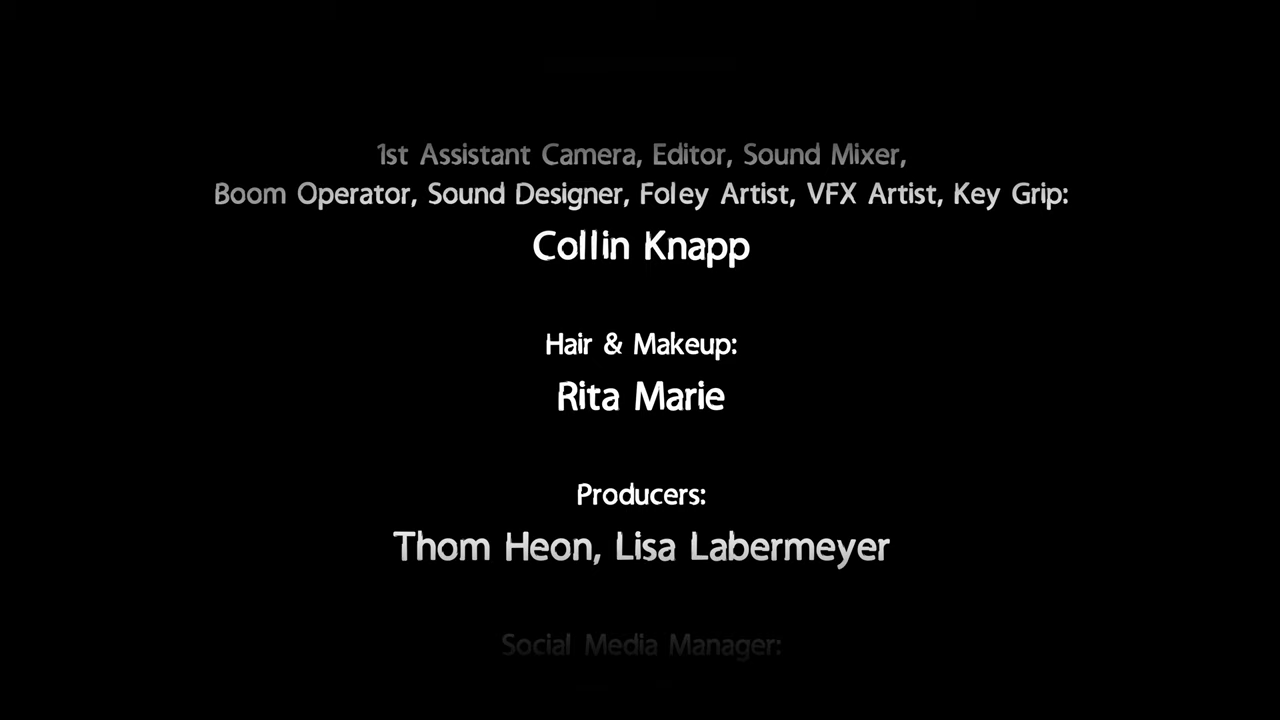 1st Assistant Camera, Editor, Sound Mixer,
Boom Operator, Sound Designer, Foley Artist, VFX Artist, Key Grip:
Collin Knapp
Hair & Makeup:
Rita Marie
Producers:
Thom Heon, Lisa Labermeyer
Social Media Manager: